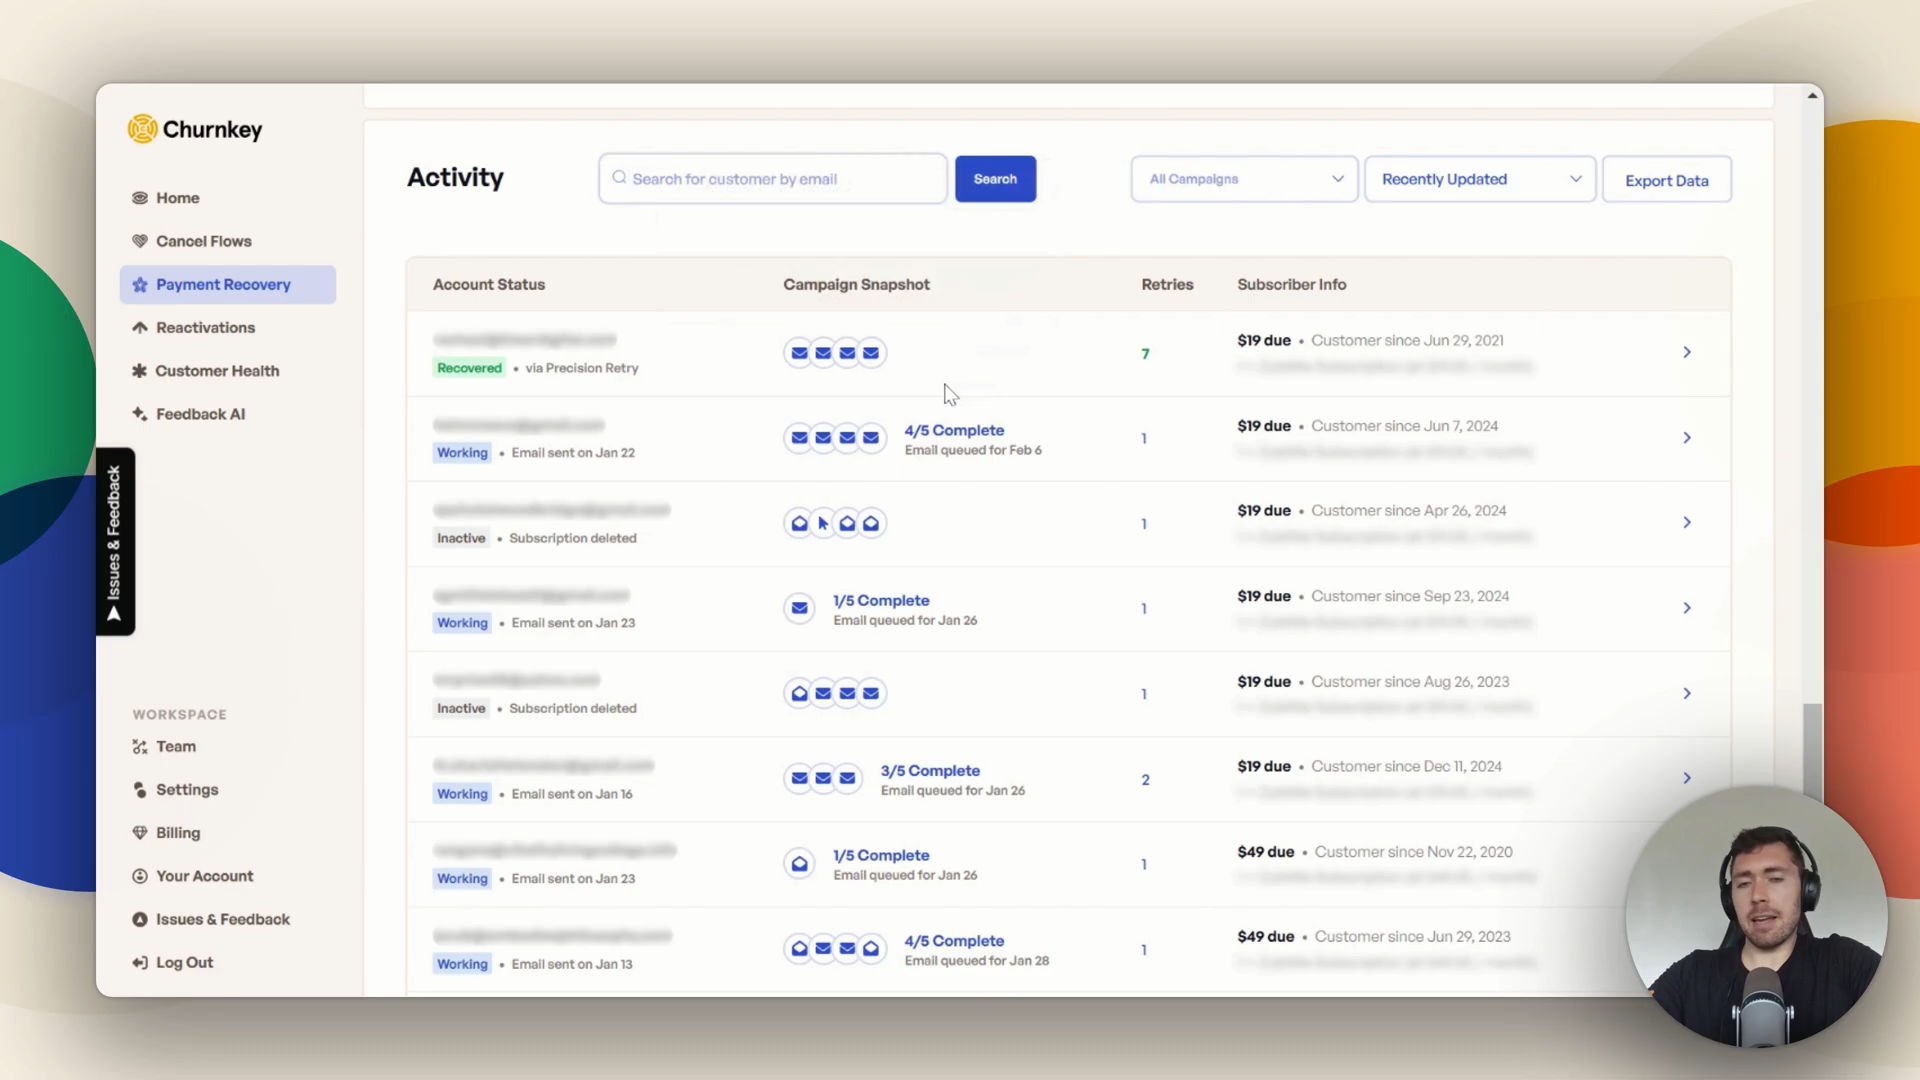 Churnkey
Home
Cancel Flows
Payment Recovery
Reactivations
Customer Health
Feedback AI
Issues & Feedback
WORKSPACE
Team
Settings
Billing
Your Account
Issues & Feedback
Log Out
Activity
Search for customer by email
Search
All Campaigns
Recently Updated
Export Data
Account Status
Campaign Snapshot
Retries
Subscriber Info
Recovered • via Precision Retry
7
$19 due • Customer since Jun 29, 2021
Working • Email sent on Jan 22
4/5 Complete
Email queued for Feb 6
1
$19 due • Customer since Jun 7, 2024
Inactive • Subscription deleted
1
$19 due • Customer since Apr 26, 2024
Working • Email sent on Jan 23
1/5 Complete
Email queued for Jan 26
1
$19 due • Customer since Sep 23, 2024
Inactive • Subscription deleted
1
$19 due • Customer since Aug 26, 2023
Working • Email sent on Jan 16
3/5 Complete
Email queued for Jan 26
2
$19 due • Customer since Dec 11, 2024
Working • Email sent on Jan 23
1/5 Complete
Email queued for Jan 26
1
$49 due • Customer since Nov 22, 2020
Working • Email sent on Jan 13
4/5 Complete
Email queued for Jan 28
1
$49 due • Customer since Jun 29, 2023